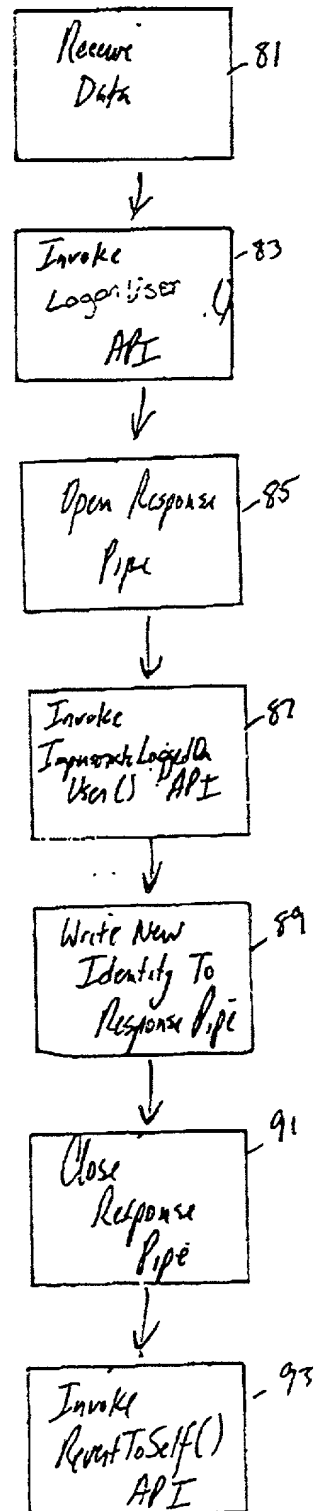 Receive
Data
81
Invoke
LogonUser
()
API
83
Open Response
Pipe
85
Invoke
ImpersonateLoggedOn
User() API
87
Write New
Identity To
Response Pipe
89
Close
Response
Pipe
91
Invoke
RevertToSelf()
API
93